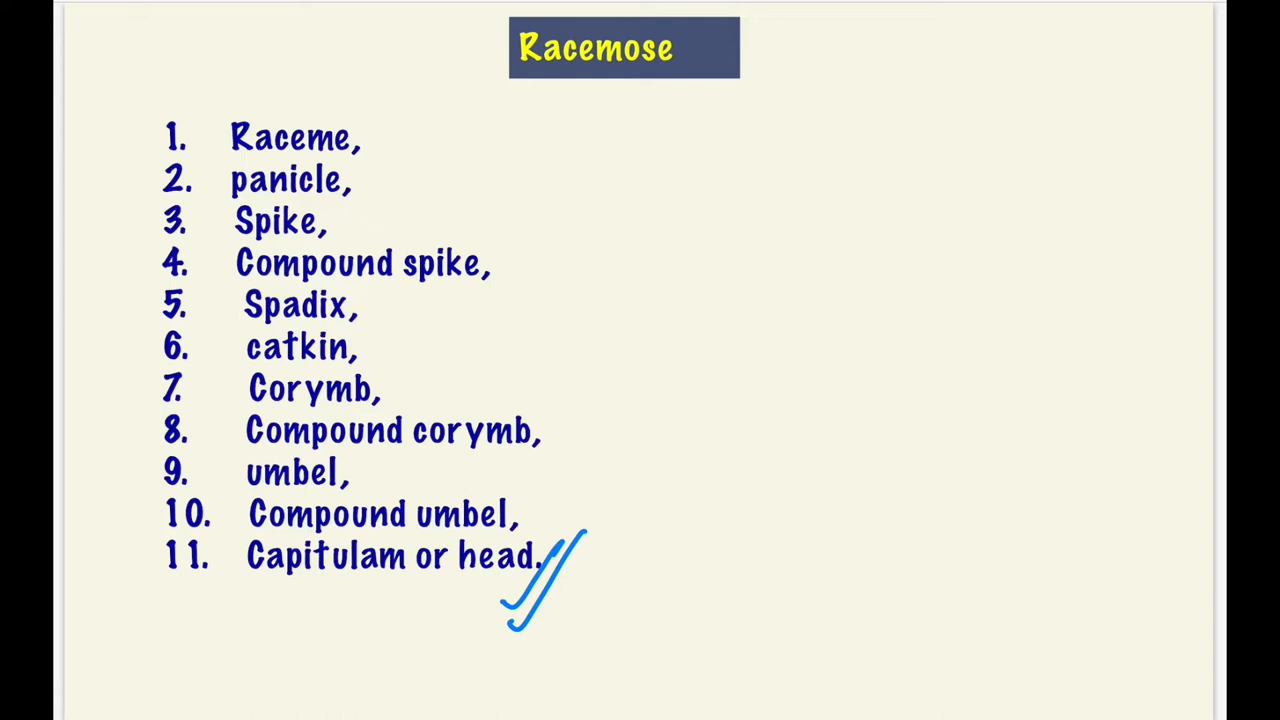 Racemose
1. Raceme,
2. panicle,
3. Spike,
4. Compound spike,
5. Spadix,
6. catkin,
7. Corymb,
8. Compound corymb,
9. umbel,
10. Compound umbel,
11. Capitulam or head.